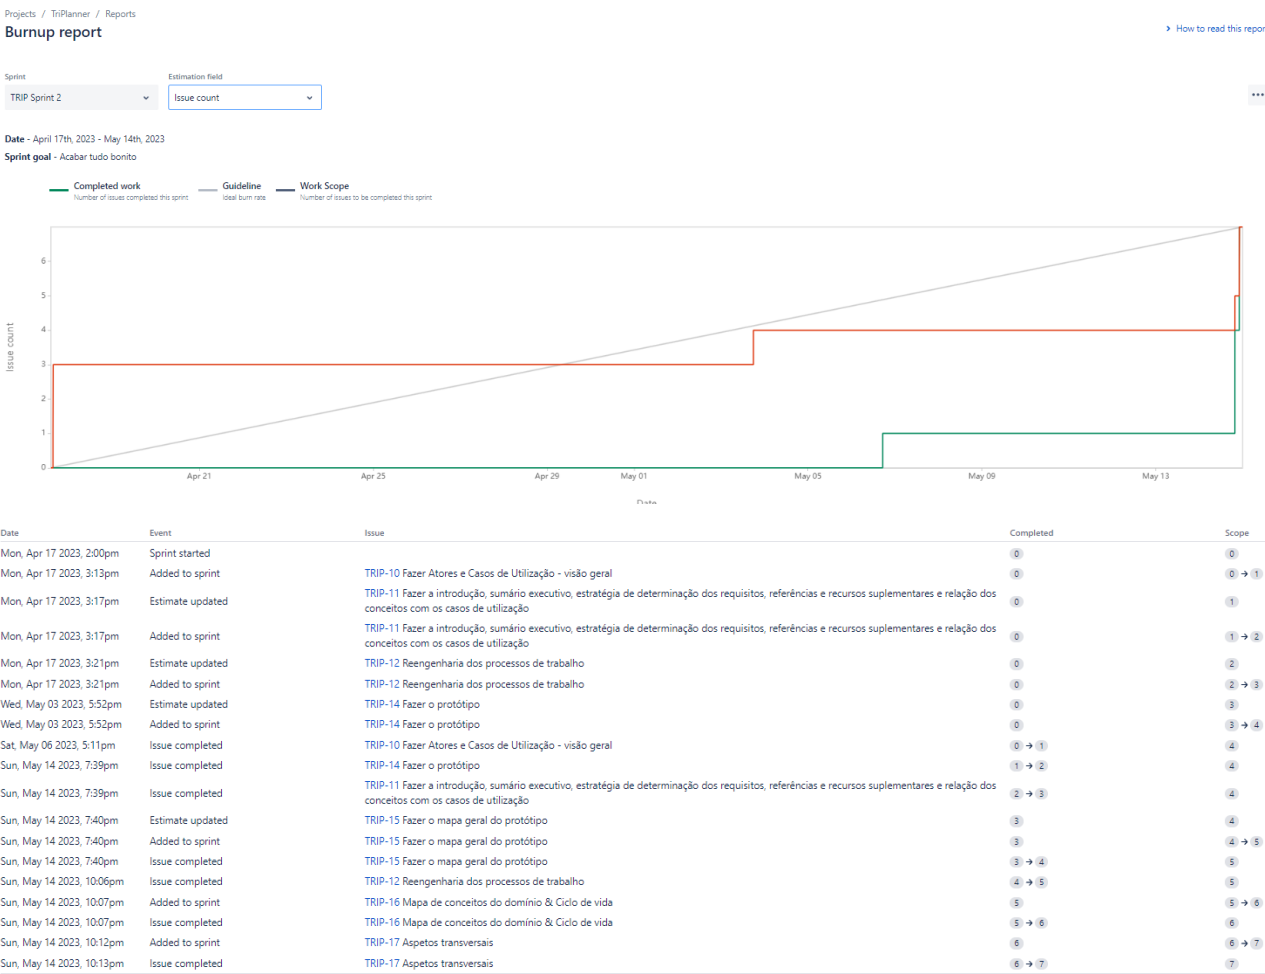 Projects / TriPlanner / Reports
Burnup report
How to read this repor
Sprint
Estimation field
TRIP Sprint 2
Issue count
Date - April 17th, 2023 - May 14th, 2023
Sprint goal - Acabar tudo bonito
Completed work
Number of issues completed this sprint
Guideline
Ideal burn rate
Work Scope
Number of issues to be completed this sprint
Issue count
6
5
4
3
2
1
0
Apr 21 Apr 25 Apr 29 May 01 May 05 May 09 May 13
Date
Date Event Issue Completed Scope
Mon, Apr 17 2023, 2:00pm Sprint started 0 0
Mon, Apr 17 2023, 3:13pm Added to sprint TRIP-10 Fazer Atores e Casos de Utilização - visão geral 0 0 → 1
Mon, Apr 17 2023, 3:17pm Estimate updated TRIP-11 Fazer a introdução, sumário executivo, estratégia de determinação dos requisitos, referências e recursos suplementares e relação dos
conceitos com os casos de utilização 0 1
Mon, Apr 17 2023, 3:17pm Added to sprint TRIP-11 Fazer a introdução, sumário executivo, estratégia de determinação dos requisitos, referências e recursos suplementares e relação dos
conceitos com os casos de utilização 0 1 → 2
Mon, Apr 17 2023, 3:21pm Estimate updated TRIP-12 Reengenharia dos processos de trabalho 0 2
Mon, Apr 17 2023, 3:21pm Added to sprint TRIP-12 Reengenharia dos processos de trabalho 0 2 → 3
Wed, May 03 2023, 5:52pm Estimate updated TRIP-14 Fazer o protótipo 0 3
Wed, May 03 2023, 5:52pm Added to sprint TRIP-14 Fazer o protótipo 0 3 → 4
Sat, May 06 2023, 5:11pm Issue completed TRIP-10 Fazer Atores e Casos de Utilização - visão geral 0 → 1 4
Sun, May 14 2023, 7:39pm Issue completed TRIP-14 Fazer o protótipo 1 → 2 4
Sun, May 14 2023, 7:39pm Issue completed TRIP-11 Fazer a introdução, sumário executivo, estratégia de determinação dos requisitos, referências e recursos suplementares e relação dos
conceitos com os casos de utilização 2 → 3 4
Sun, May 14 2023, 7:40pm Estimate updated TRIP-15 Fazer o mapa geral do protótipo 3 4
Sun, May 14 2023, 7:40pm Added to sprint TRIP-15 Fazer o mapa geral do protótipo 3 4 → 5
Sun, May 14 2023, 7:40pm Issue completed TRIP-15 Fazer o mapa geral do protótipo 3 → 4 5
Sun, May 14 2023, 10:06pm Issue completed TRIP-12 Reengenharia dos processos de trabalho 4 → 5 5
Sun, May 14 2023, 10:07pm Added to sprint TRIP-16 Mapa de conceitos do domínio & Ciclo de vida 5 5 → 6
Sun, May 14 2023, 10:07pm Issue completed TRIP-16 Mapa de conceitos do domínio & Ciclo de vida 5 → 6 6
Sun, May 14 2023, 10:12pm Added to sprint TRIP-17 Aspetos transversais 6 6 → 7
Sun, May 14 2023, 10:13pm Issue completed TRIP-17 Aspetos transversais 6 → 7 7